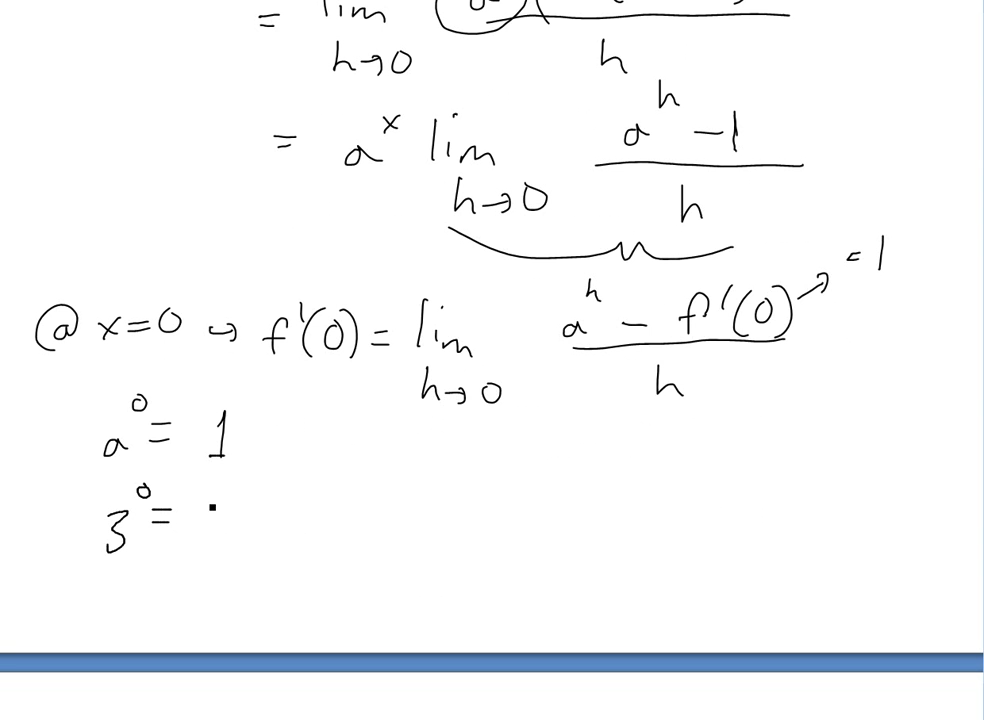 = lim
h→0 h
= a^x lim a^h - 1
h→0 h
= 1
@ x=0 ↪ f'(0) = lim a^h - f'(0)
h→0 h
a^0 = 1
3^0 =